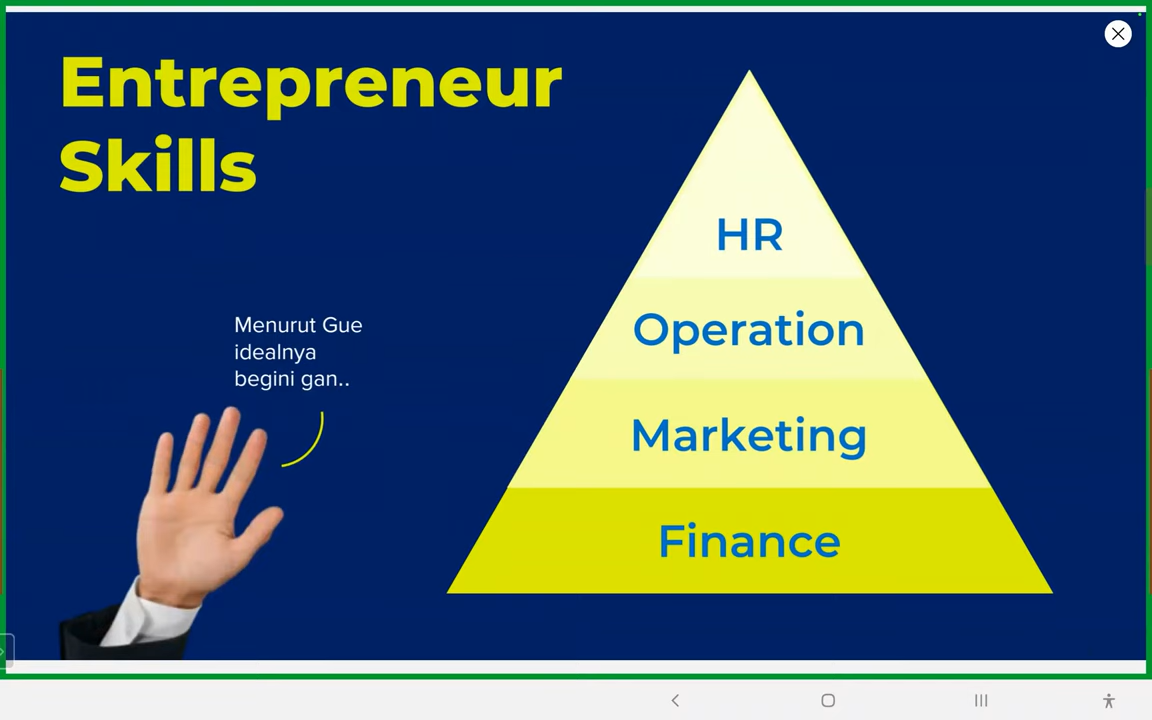 Entrepreneur
Skills
Menurut Gue
idealnya
begini gan..
HR
Operation
Marketing
Finance